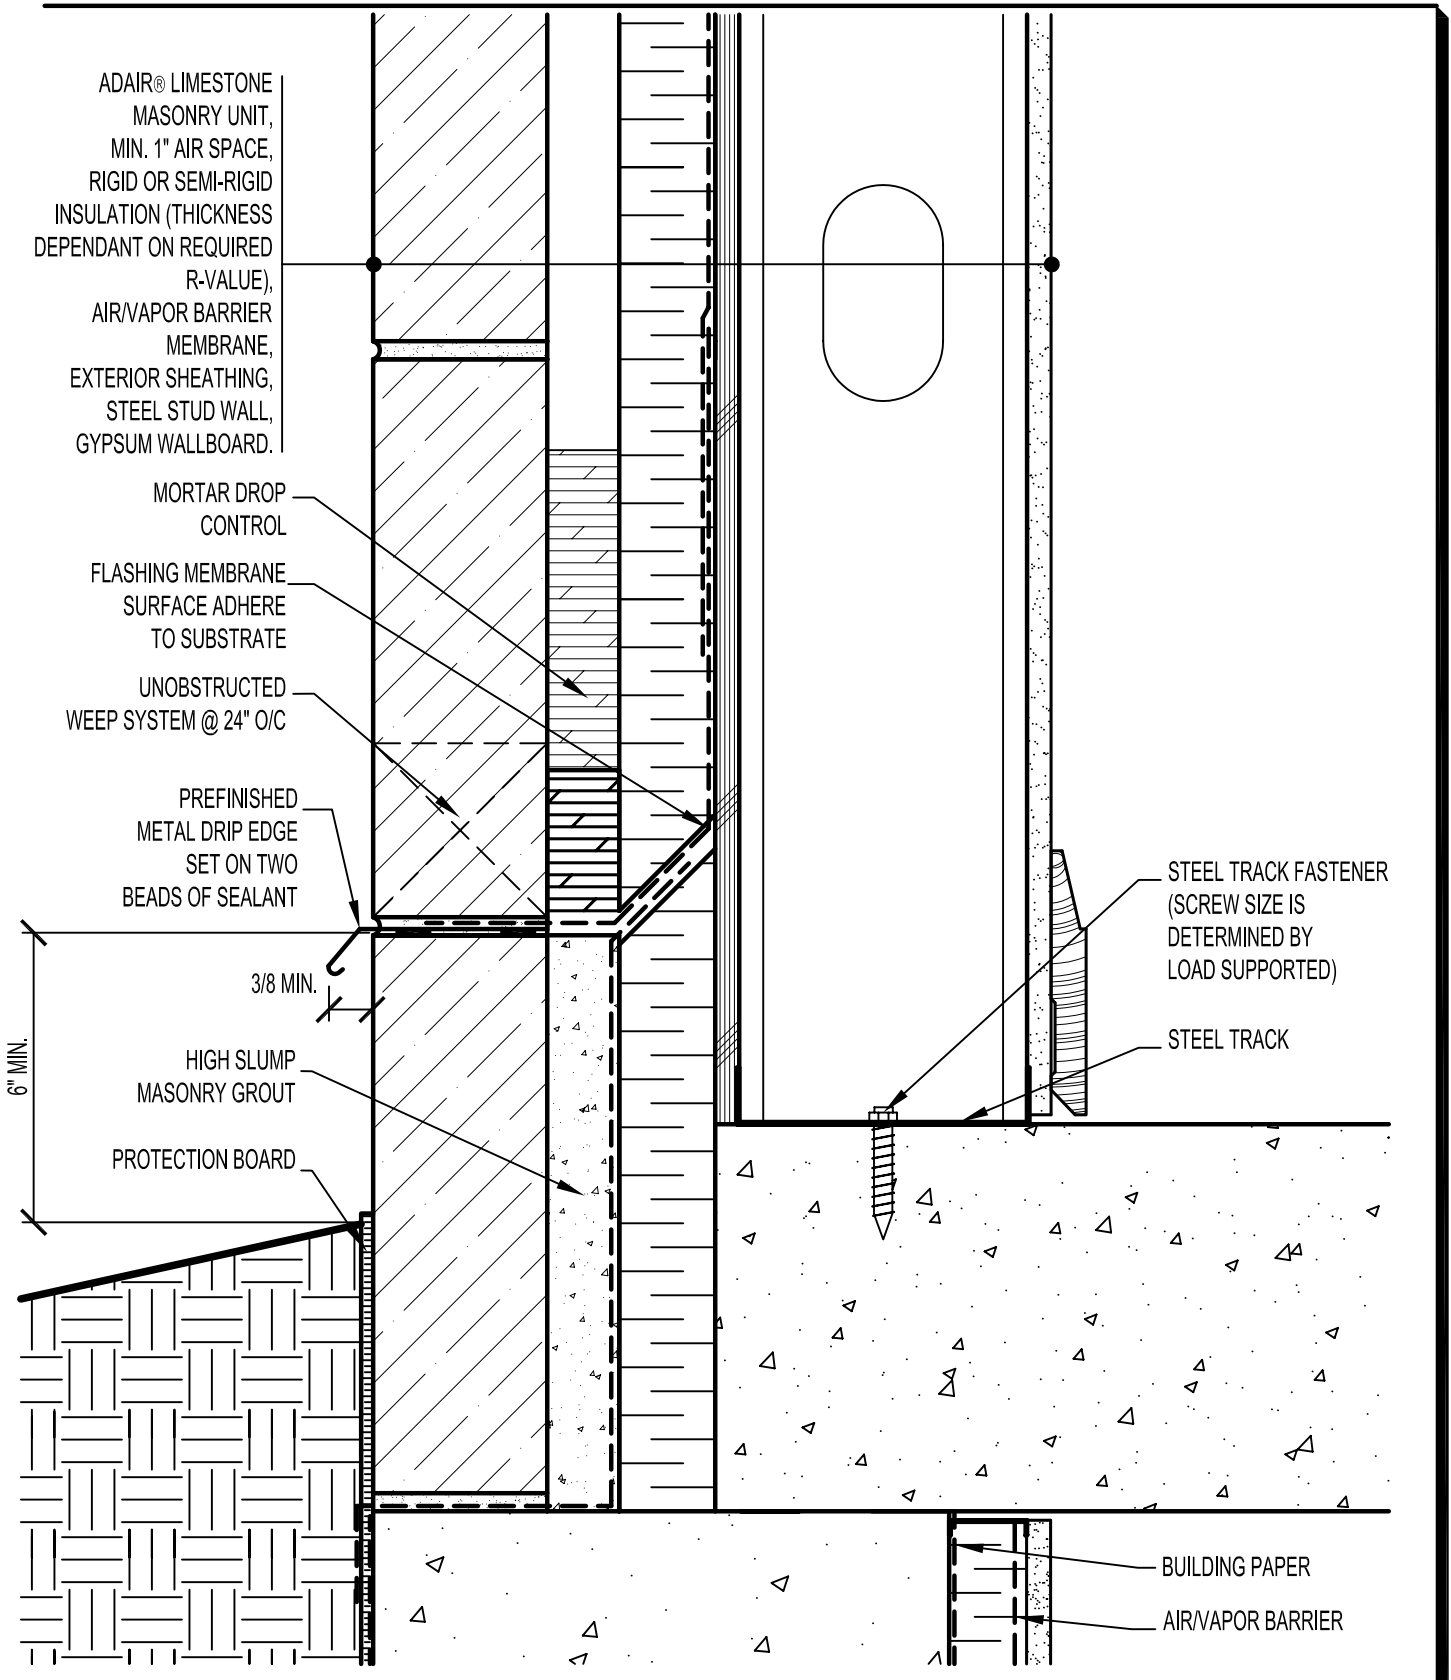 ADAIR® LIMESTONE
MASONRY UNIT,
MIN. 1" AIR SPACE,
RIGID OR SEMI-RIGID
INSULATION (THICKNESS
DEPENDANT ON REQUIRED
R-VALUE),
AIR/VAPOR BARRIER
MEMBRANE,
EXTERIOR SHEATHING,
STEEL STUD WALL,
GYPSUM WALLBOARD.
MORTAR DROP
CONTROL
FLASHING MEMBRANE
SURFACE ADHERE
TO SUBSTRATE
UNOBSTRUCTED
WEEP SYSTEM @ 24" O/C
PREFINISHED
METAL DRIP EDGE
SET ON TWO
BEADS OF SEALANT
3/8 MIN.
6" MIN.
HIGH SLUMP
MASONRY GROUT
PROTECTION BOARD
STEEL TRACK FASTENER
(SCREW SIZE IS
DETERMINED BY
LOAD SUPPORTED)
STEEL TRACK
BUILDING PAPER
AIR/VAPOR BARRIER